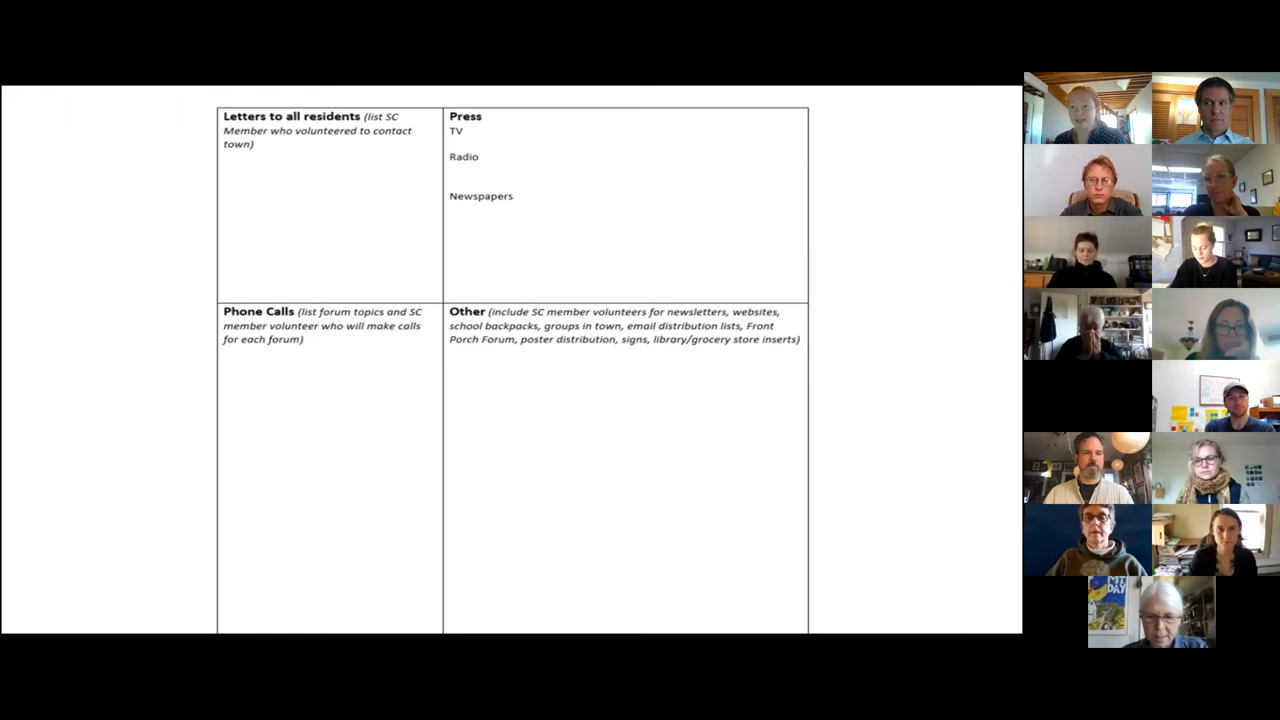 Letters to all residents (list SC
Member who volunteered to contact
town)
Press
TV
Radio
Newspapers
Phone Calls (list forum topics and SC
member volunteer who will make calls
for each forum)
Other (include SC member volunteers for newsletters, websites,
school backpacks, groups in town, email distribution lists, Front
Porch Forum, poster distribution, signs, library/grocery store inserts)
MY
DAY